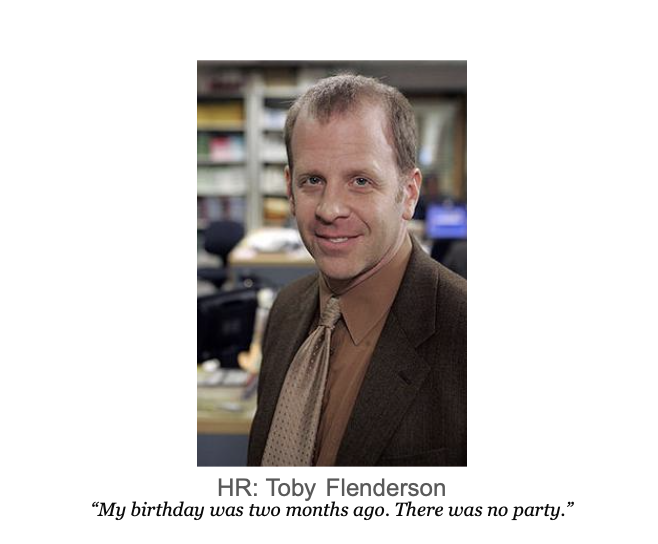 HR: Toby Flenderson
“My birthday was two months ago. There was no party.”